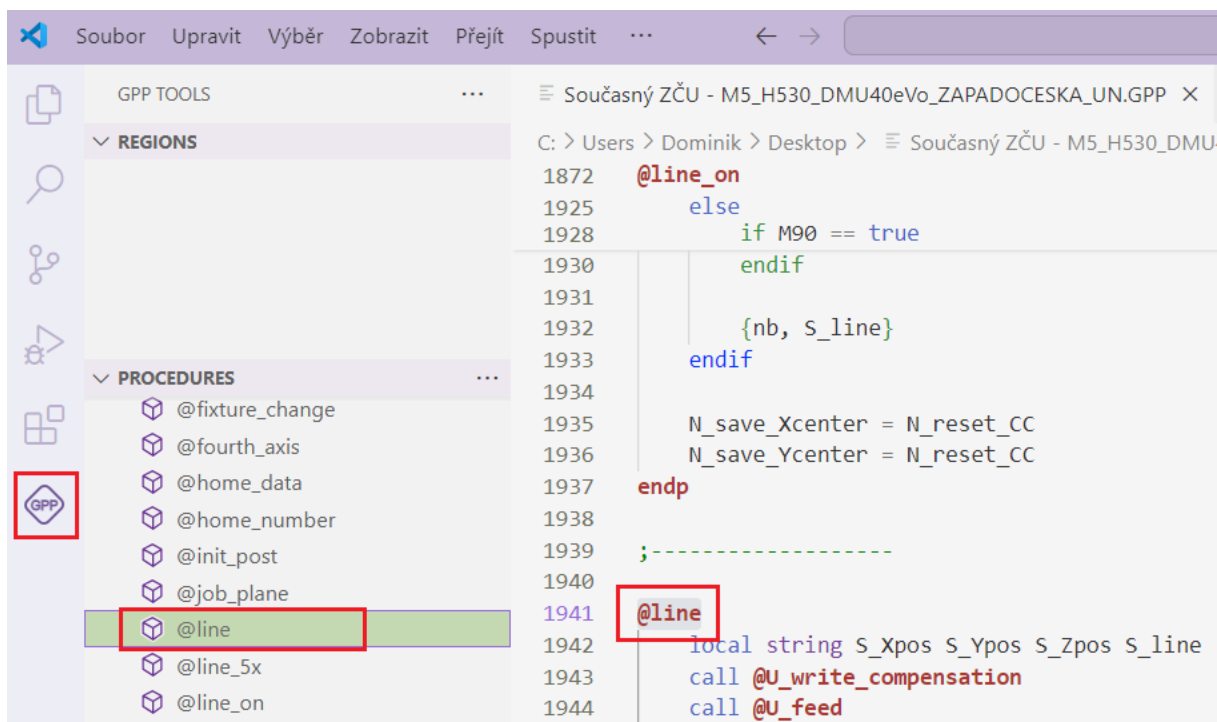 Soubor Upravit Výběr Zobrazit Přejít Spustit ···
GPP TOOLS ···
REGIONS
PROCEDURES ···
@fixture_change
@fourth_axis
@home_data
@home_number
@init_post
@job_plane
@line
@line_5x
@line_on
GPP
Současný ZČU - M5_H530_DMU40eVo_ZAPADOCESKA_UN.GPP ×
C: > Users > Dominik > Desktop > Současný ZČU - M5_H530_DMU
1872 @line_on
1925 else
1928 if M90 == true
1930 endif
1931
1932 {nb, S_line}
1933 endif
1934
1935 N_save_Xcenter = N_reset_CC
1936 N_save_Ycenter = N_reset_CC
1937 endp
1938
1939 ;-------------------
1940
1941 @line
1942 local string S_Xpos S_Ypos S_Zpos S_line
1943 call @U_write_compensation
1944 call @U_feed